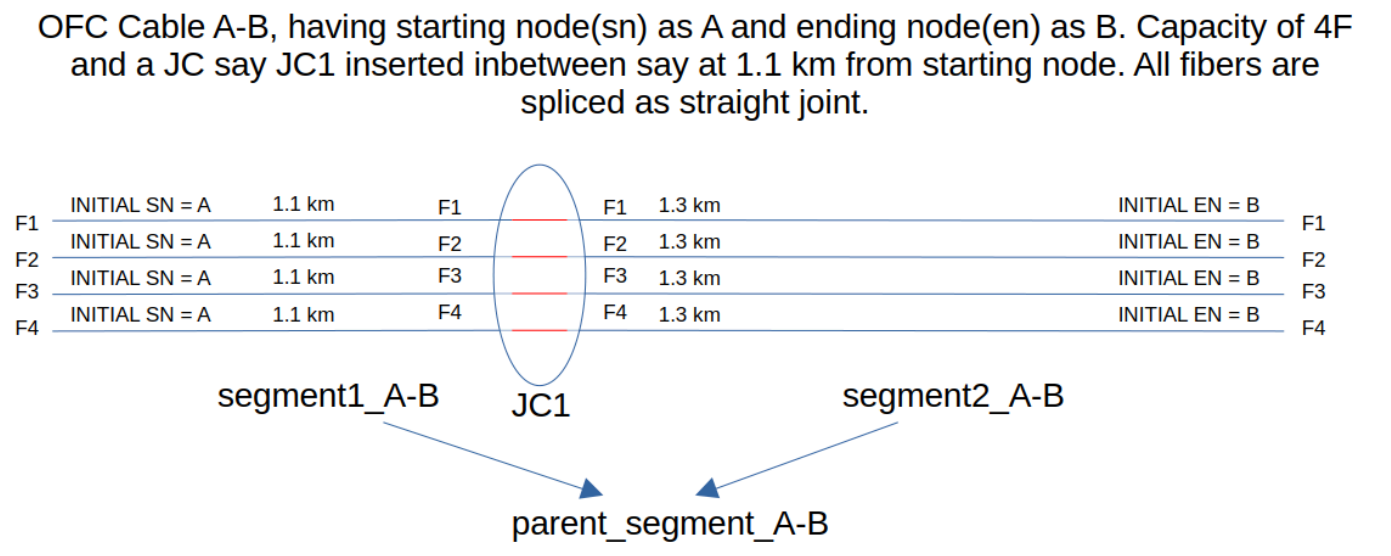 OFC Cable A-B, having starting node(sn) as A and ending node(en) as B. Capacity of 4F
and a JC say JC1 inserted inbetween say at 1.1 km from starting node. All fibers are
spliced as straight joint.
F1 INITIAL SN = A 1.1 km F1 F1 1.3 km INITIAL EN = B F1
F2 INITIAL SN = A 1.1 km F2 F2 1.3 km INITIAL EN = B F2
F3 INITIAL SN = A 1.1 km F3 F3 1.3 km INITIAL EN = B F3
F4 INITIAL SN = A 1.1 km F4 F4 1.3 km INITIAL EN = B F4
segment1_A-B JC1 segment2_A-B
parent_segment_A-B